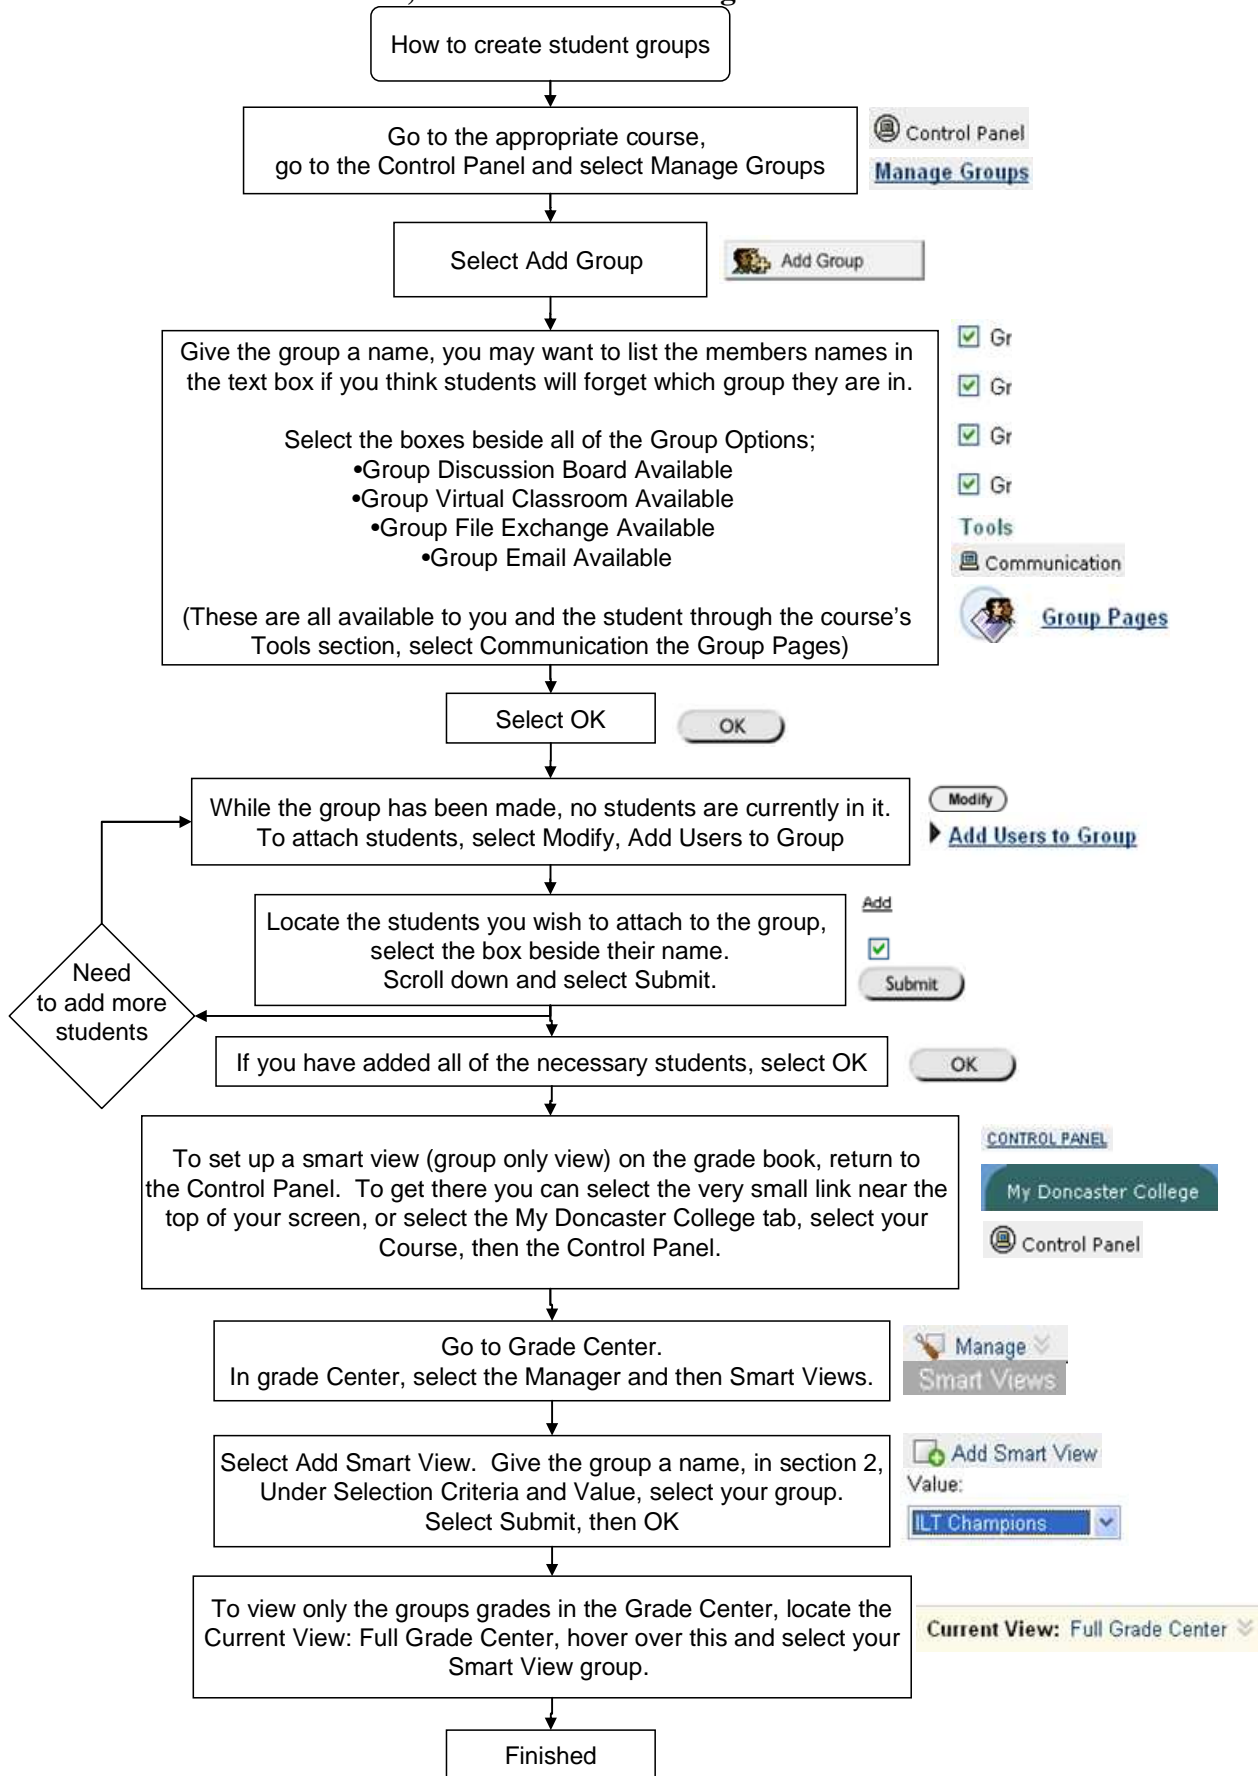 How to create student groups
Go to the appropriate course,
go to the Control Panel and select Manage Groups
Control Panel
Manage Groups
Select Add Group
Add Group
Give the group a name, you may want to list the members names in
the text box if you think students will forget which group they are in.
Select the boxes beside all of the Group Options;
•Group Discussion Board Available
•Group Virtual Classroom Available
•Group File Exchange Available
•Group Email Available
(These are all available to you and the student through the course's
Tools section, select Communication the Group Pages)
Gr
Gr
Gr
Gr
Tools
Communication
Group Pages
Select OK
OK
While the group has been made, no students are currently in it.
To attach students, select Modify, Add Users to Group
Modify
Add Users to Group
Locate the students you wish to attach to the group,
select the box beside their name.
Scroll down and select Submit.
Add
Submit
Need
to add more
students
If you have added all of the necessary students, select OK
OK
To set up a smart view (group only view) on the grade book, return to
the Control Panel. To get there you can select the very small link near the
top of your screen, or select the My Doncaster College tab, select your
Course, then the Control Panel.
CONTROL PANEL
My Doncaster College
Control Panel
Go to Grade Center.
In grade Center, select the Manager and then Smart Views.
Manage
Smart Views
Select Add Smart View. Give the group a name, in section 2,
Under Selection Criteria and Value, select your group.
Select Submit, then OK
Add Smart View
Value:
ILT Champions
To view only the groups grades in the Grade Center, locate the
Current View: Full Grade Center, hover over this and select your
Smart View group.
Current View: Full Grade Center
Finished